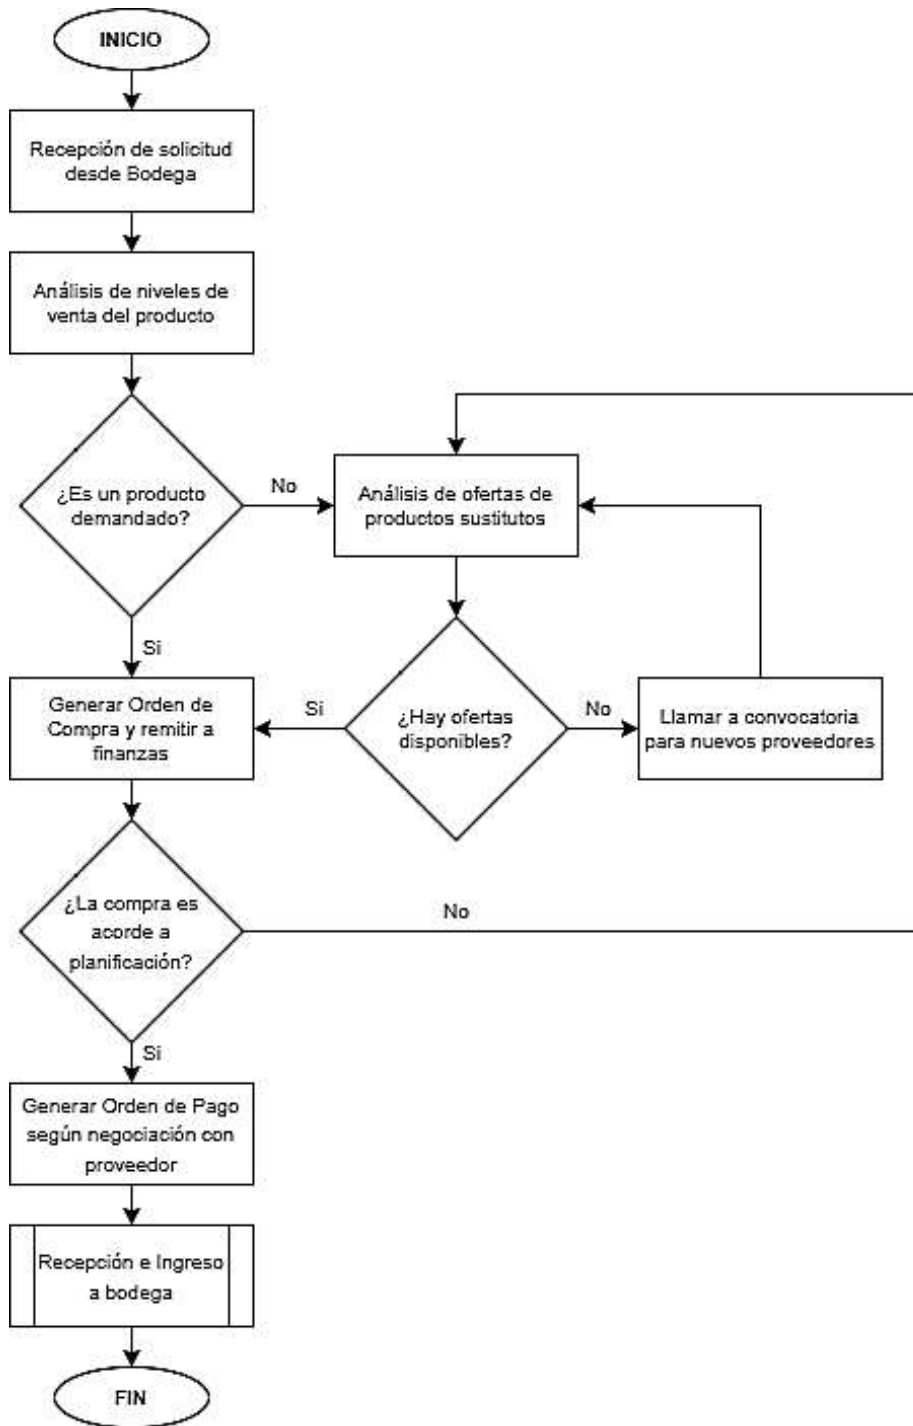 INICIO
Recepción de solicitud
desde Bodega
Análisis de niveles de
venta del producto
¿Es un producto
demandado?
No
Análisis de ofertas de
productos sustitutos
Si
Generar Orden de
Compra y remitir a
finanzas
Si
¿Hay ofertas
disponibles?
No
Llamar a convocatoria
para nuevos proveedores
¿La compra es
acorde a
planificación?
No
Si
Generar Orden de Pago
según negociación con
proveedor
Recepción e Ingreso
a bodega
FIN